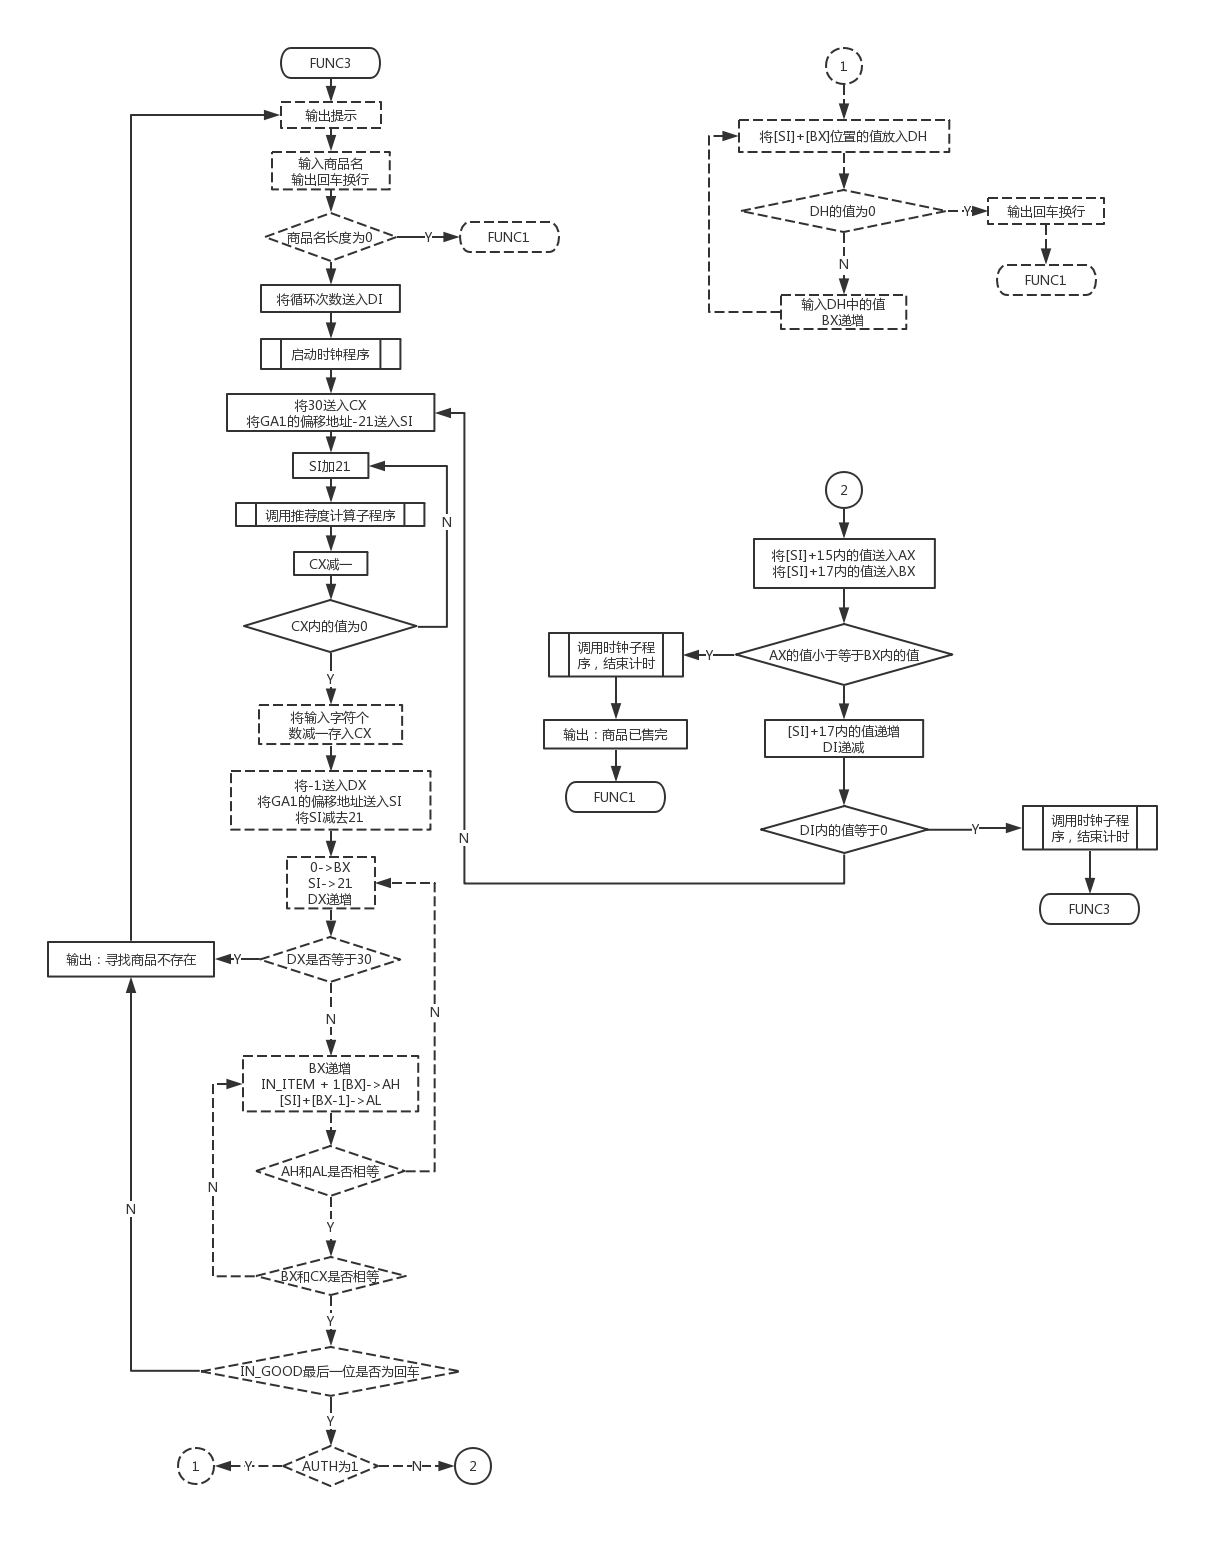 FUNC3
输出提示
输入商品名
输出回车换行
商品名长度为0
Y
FUNC1
将循环次数送入DI
启动时钟程序
将30送入CX
将GA1的偏移地址-21送入SI
SI加21
调用推荐度计算子程序
N
CX减一
CX内的值为0
Y
将输入字符个
数减一存入CX
将-1送入DX
将GA1的偏移地址送入SI
将SI减去21
N
0->BX
SI->21
DX递增
输出：寻找商品不存在
Y
DX是否等于30
N
N
BX递增
IN_ITEM + 1[BX]->AH
[SI]+[BX-1]->AL
AH和AL是否相等
N
N
Y
BX和CX是否相等
Y
IN_GOOD最后一位是否为回车
Y
1
Y
AUTH为1
N
2
1
将[SI]+[BX]位置的值放入DH
DH的值为0
Y
输出回车换行
FUNC1
N
输入DH中的值
BX递增
2
将[SI]+15内的值送入AX
将[SI]+17内的值送入BX
调用时钟子程
序，结束计时
Y
AX的值小于等于BX内的值
输出：商品已售完
FUNC1
[SI]+17内的值递增
DI递减
DI内的值等于0
Y
调用时钟子程
序，结束计时
FUNC3